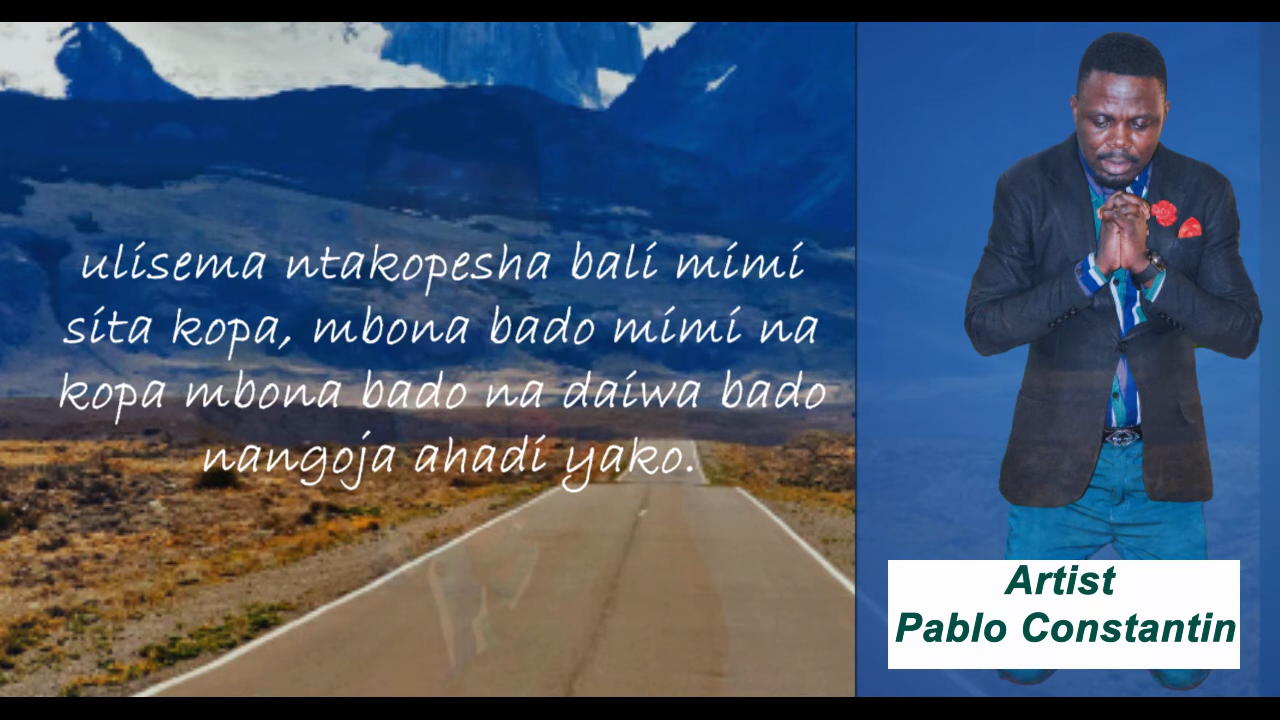 ulisema ntakopesha bali mimi
sita kopa, mbona bado mimi na
kopa mbona bado na daiwa bado
nangoja ahadi yako.
Artist
Pablo Constantin